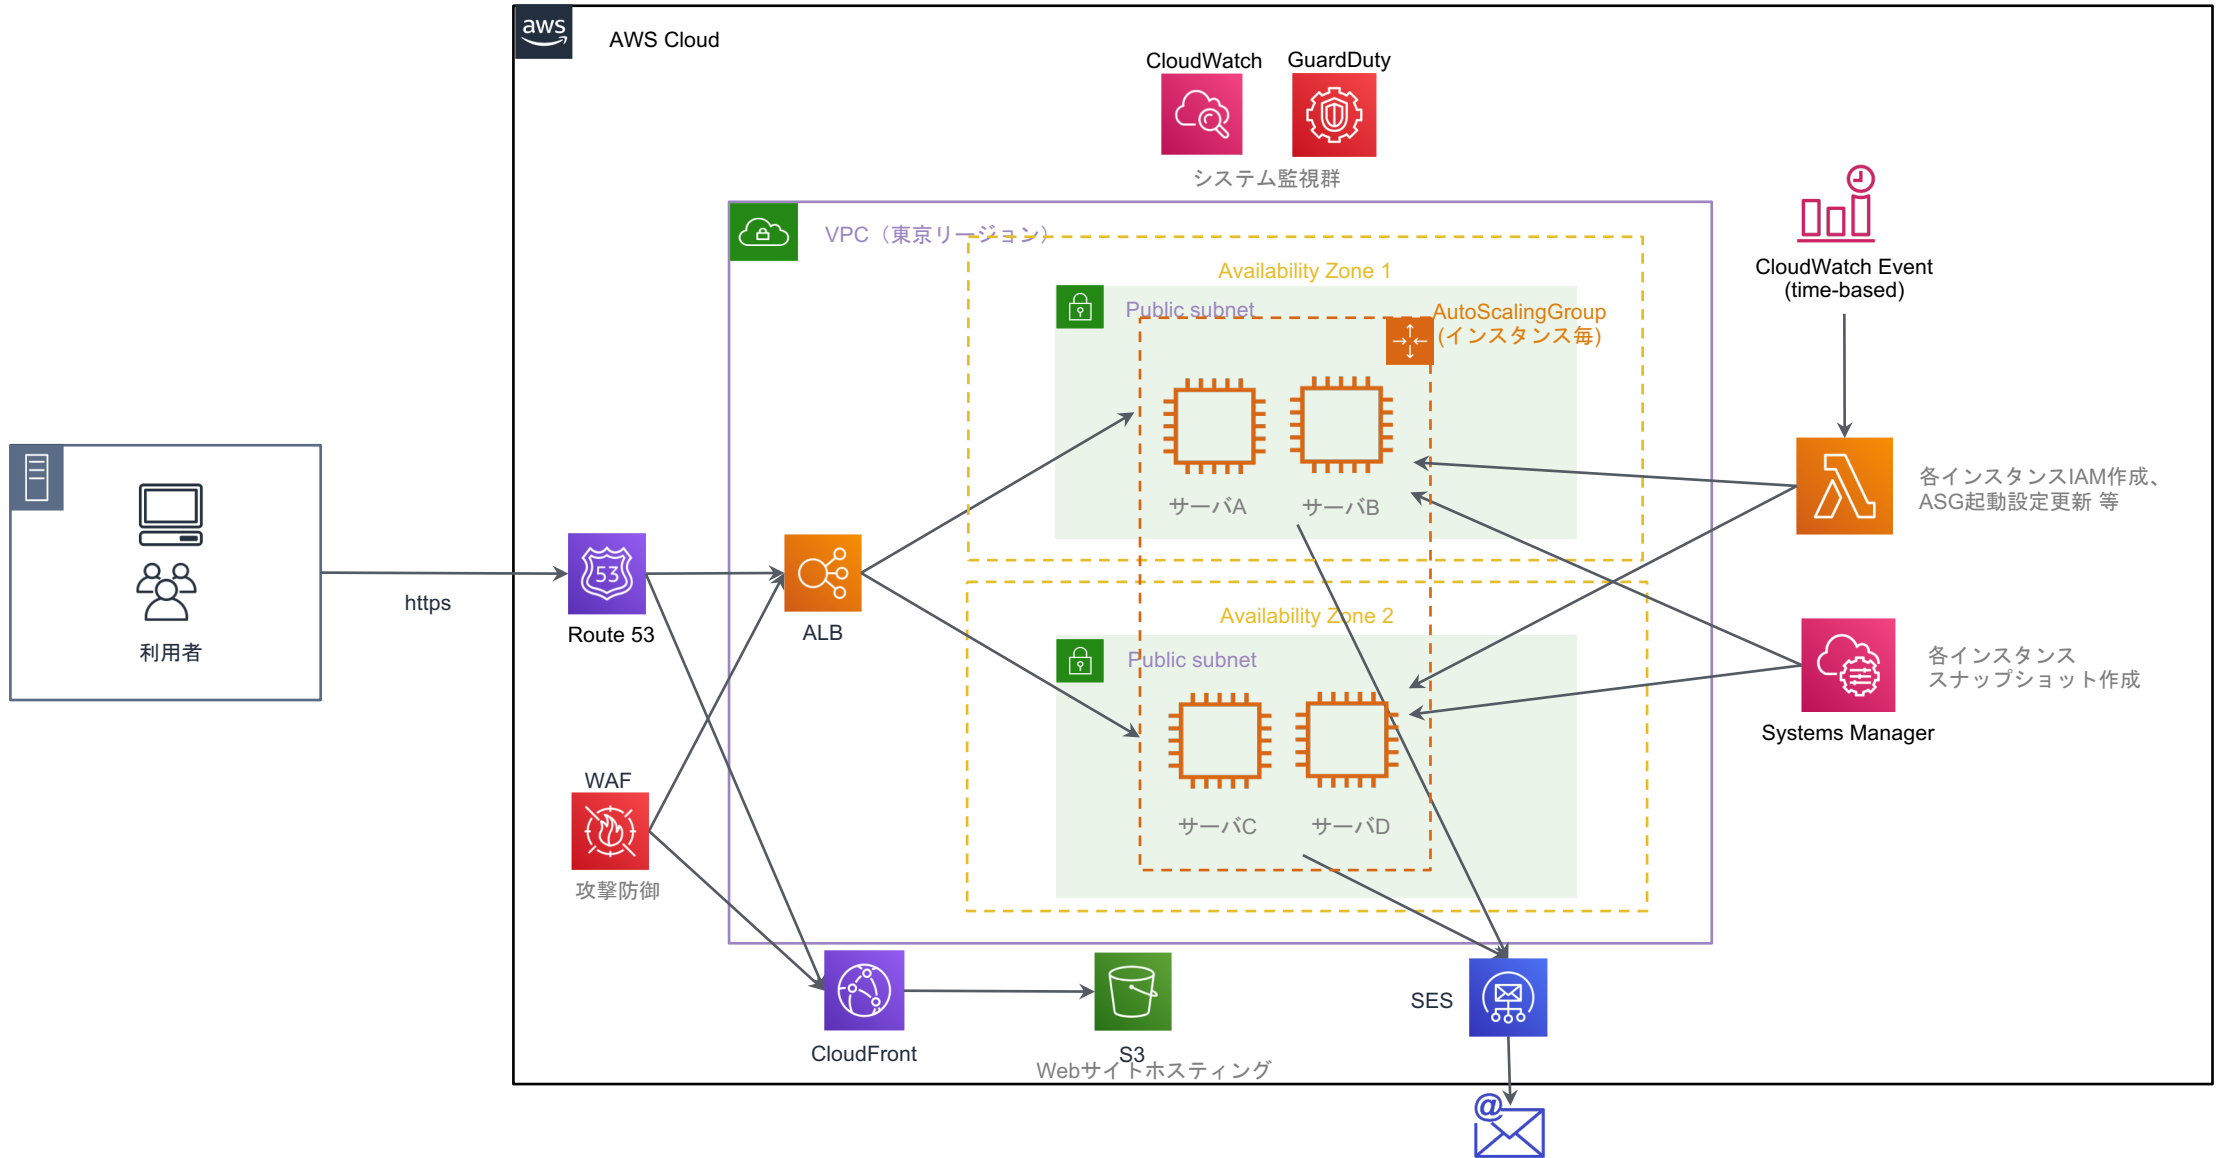 aws
AWS Cloud
CloudWatch
GuardDuty
システム監視群
VPC（東京リージョン）
Availability Zone 1
Public subnet
AutoScalingGroup
(インスタンス毎)
サーバA
サーバB
CloudWatch Event
(time-based)
各インスタンスIAM作成、
ASG起動設定更新 等
利用者
https
53
Route 53
ALB
Availability Zone 2
Public subnet
サーバC
サーバD
各インスタンス
スナップショット作成
Systems Manager
WAF
攻撃防御
CloudFront
S3
Webサイトホスティング
SES
@